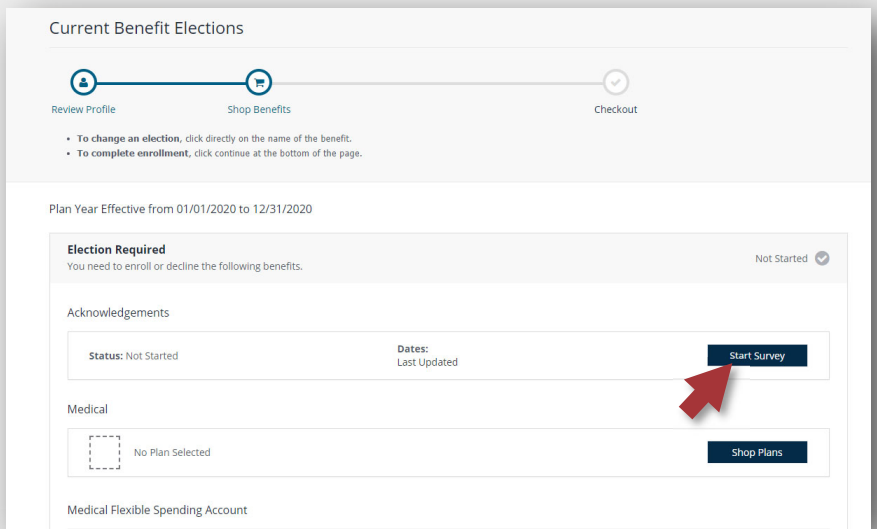 Current Benefit Elections
Review Profile
Shop Benefits
Checkout
• To change an election, click directly on the name of the benefit.
• To complete enrollment, click continue at the bottom of the page.
Plan Year Effective from 01/01/2020 to 12/31/2020
Election Required
You need to enroll or decline the following benefits.
Not Started
Acknowledgements
Status: Not Started
Dates:
Last Updated
Start Survey
Medical
No Plan Selected
Shop Plans
Medical Flexible Spending Account